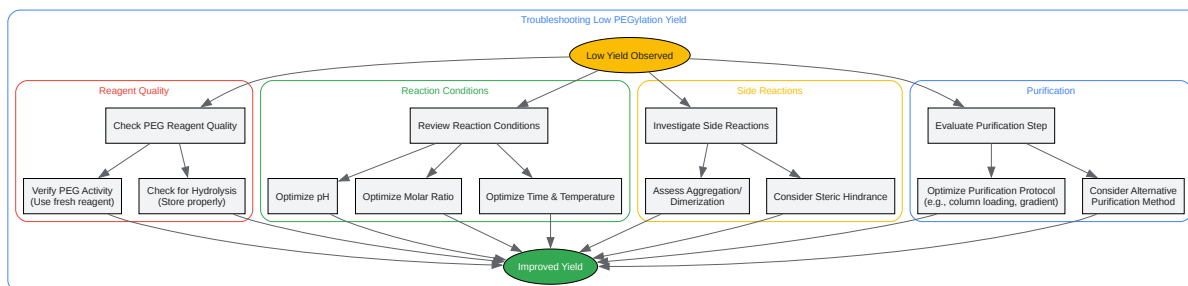 Troubleshooting Low PEGylation Yield
Low Yield Observed
Reagent Quality
Reaction Conditions
Side Reactions
Purification
Check PEG Reagent Quality
Review Reaction Conditions
Investigate Side Reactions
Evaluate Purification Step
Verify PEG Activity
(Use fresh reagent)
Check for Hydrolysis
(Store properly)
Optimize pH
Optimize Molar Ratio
Optimize Time & Temperature
Assess Aggregation/
Dimerization
Consider Steric Hindrance
Optimize Purification Protocol
(e.g., column loading, gradient)
Consider Alternative
Purification Method
Improved Yield